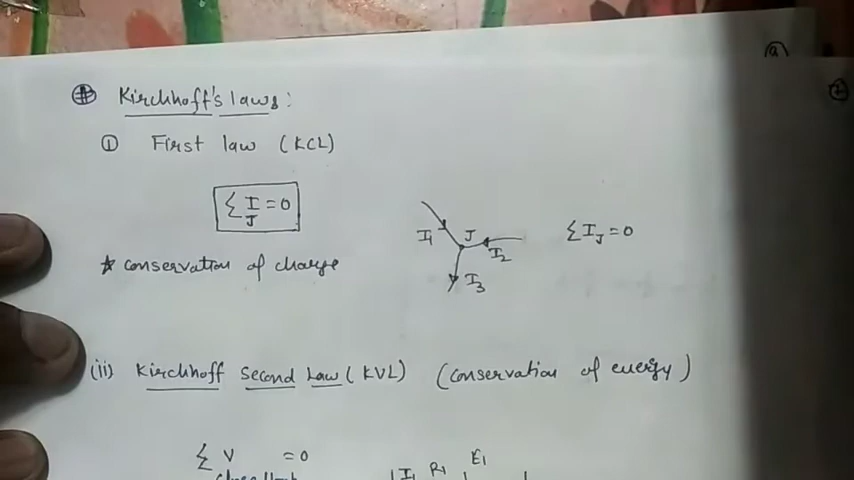 Kirchhoff's laws:
① First law (KCL)
∑ I = 0
J
I1 J I2 ∑ IJ = 0
* conservation of charge
I3
(ii) Kirchhoff Second Law (KVL) (conservation of energy)
∑ V = 0
I1 R1 E1